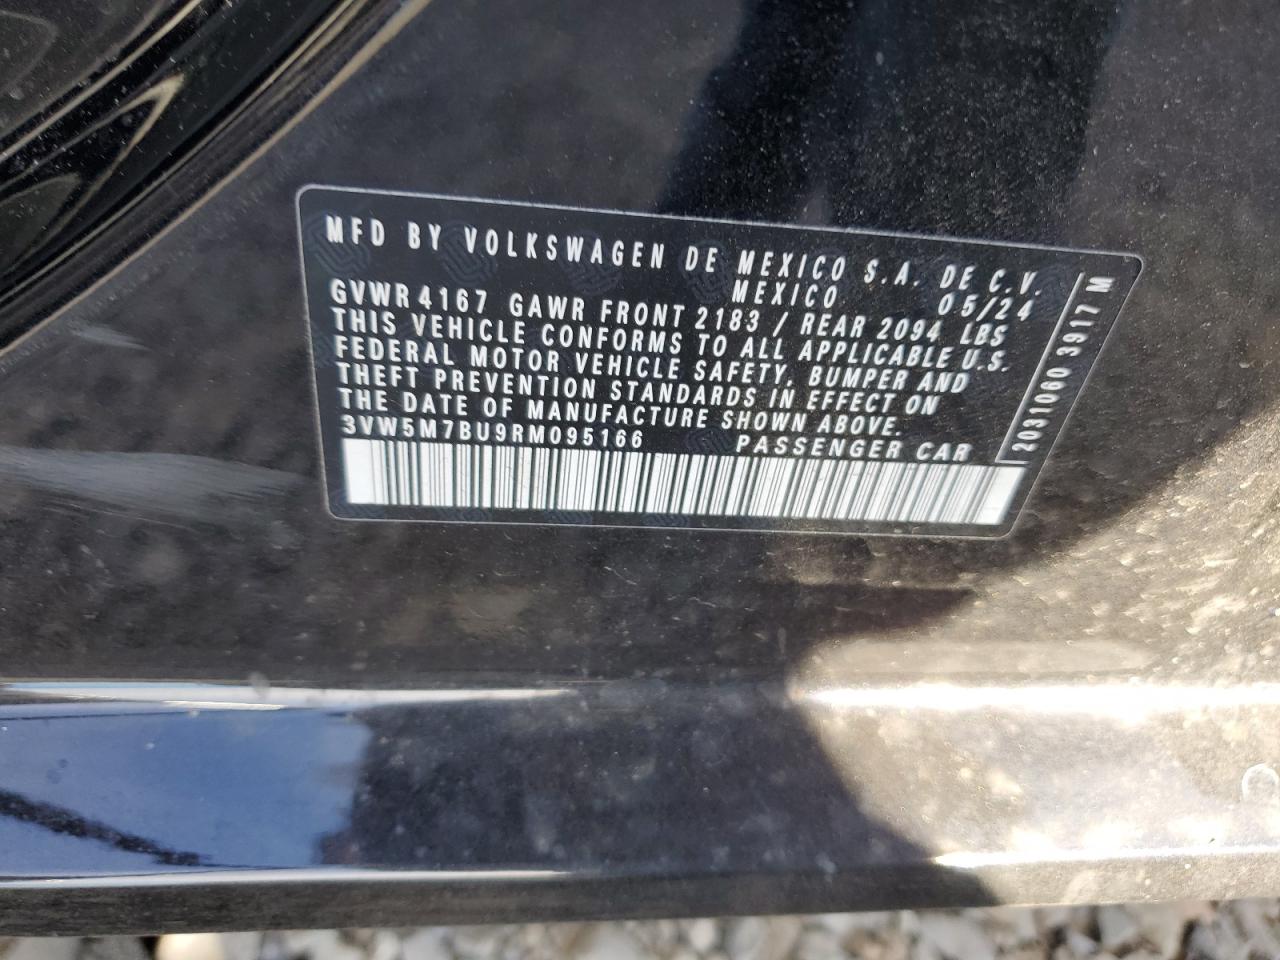 MFD BY VOLKSWAGEN DE MEXICO S.A. DE C.V.
MEXICO 05/24
GVWR 4167 GAWR FRONT 2183 / REAR 2094 LBS
THIS VEHICLE CONFORMS TO ALL APPLICABLE U.S.
FEDERAL MOTOR VEHICLE SAFETY, BUMPER AND
THEFT PREVENTION STANDARDS IN EFFECT ON
THE DATE OF MANUFACTURE SHOWN ABOVE.
3VW5M7BU9RM095166 PASSENGER CAR
2031060 3917 M